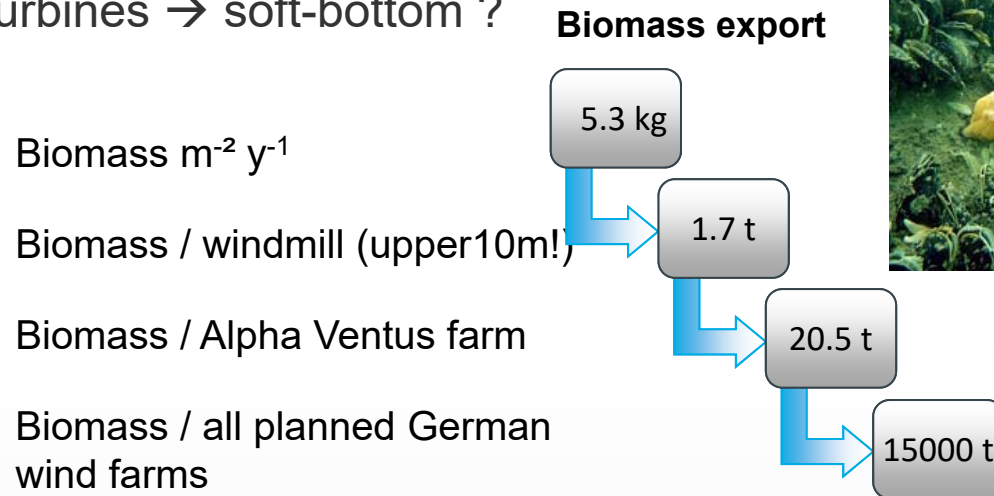 urbines → soft-bottom ?
Biomass export
5.3 kg
Biomass m⁻² y⁻¹
Biomass / windmill (upper10m!)
1.7 t
Biomass / Alpha Ventus farm
20.5 t
Biomass / all planned German
wind farms
15000 t